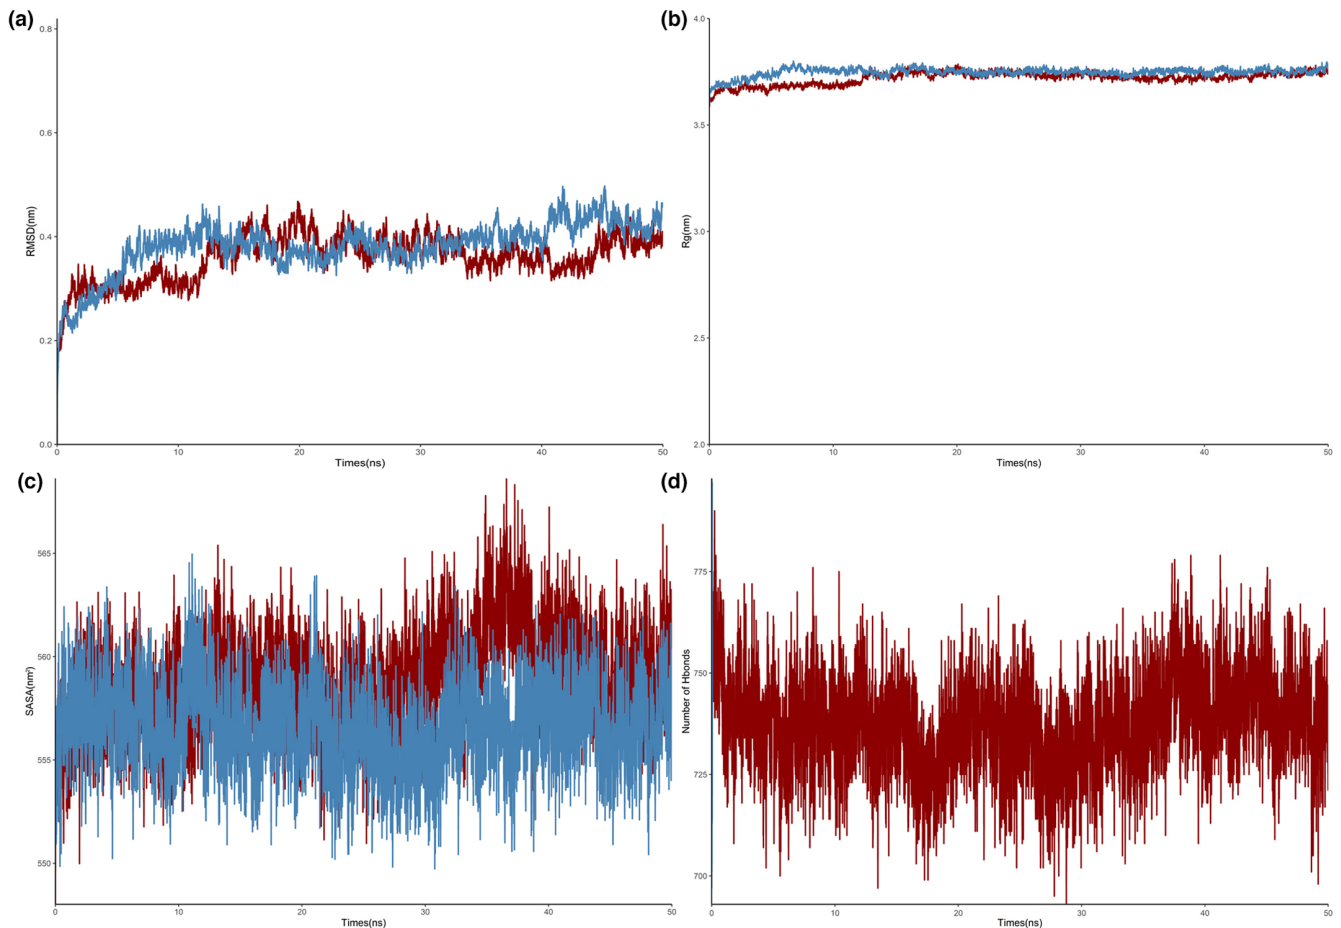 (a)
0.8
0.6
RMSD(nm)
0.4
0.2
0.0
0 10 20 30 40 50
Times(ns)
(b)
4.0
3.5
3.0
Rg(nm)
2.5
2.0
0 10 20 30 40 50
Times(ns)
(c)
565
560
SASA(nm²)
555
550
0 10 20 30 40 50
Times(ns)
(d)
775
750
Number of Hbonds
725
700
0 10 20 30 40 50
Times(ns)